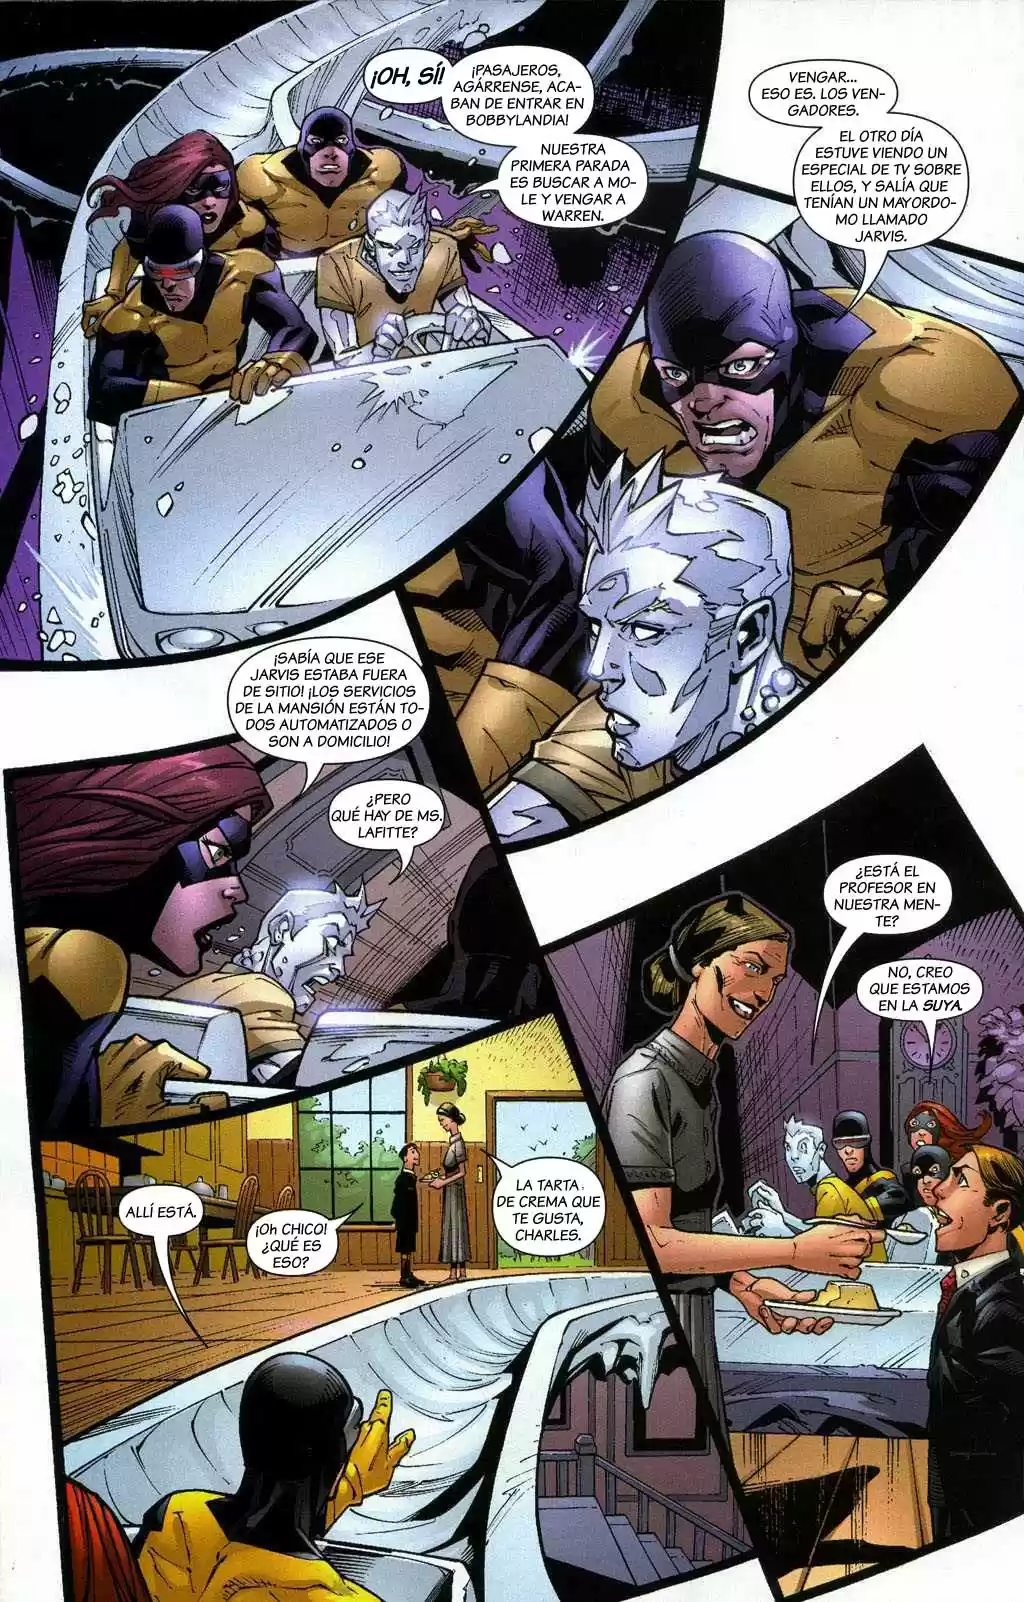 ¡OH, SÍ!
¡PASAJEROS,
AGÁRRENSE, ACA-
BAN DE ENTRAR EN
BOBBYLANDIA!
NUESTRA
PRIMERA PARADA
ES BUSCAR A MO-
LE Y VENGAR A
WARREN.
VENGAR...
ESO ES. LOS VEN-
GADORES.
EL OTRO DÍA
ESTUVE VIENDO UN
ESPECIAL DE TV SOBRE
ELLOS, Y SALÍA QUE
TENÍAN UN MAYORDO-
MO LLAMADO
JARVIS.
¡SABÍA QUE ESE
JARVIS ESTABA FUERA
DE SITIO! ¡LOS SERVICIOS
DE LA MANSIÓN ESTÁN TO-
DOS AUTOMATIZADOS O
SON A DOMICILIO!
¿PERO
QUÉ HAY DE MS.
LAFITTE?
ALLÍ ESTÁ.
¡Oh CHICO!
¿QUÉ ES
ESO?
LA TARTA
DE CREMA QUE
TE GUSTA,
CHARLES.
¿ESTÁ EL
PROFESOR EN
NUESTRA MEN-
TE?
NO, CREO
QUE ESTAMOS
EN LA SUYA.